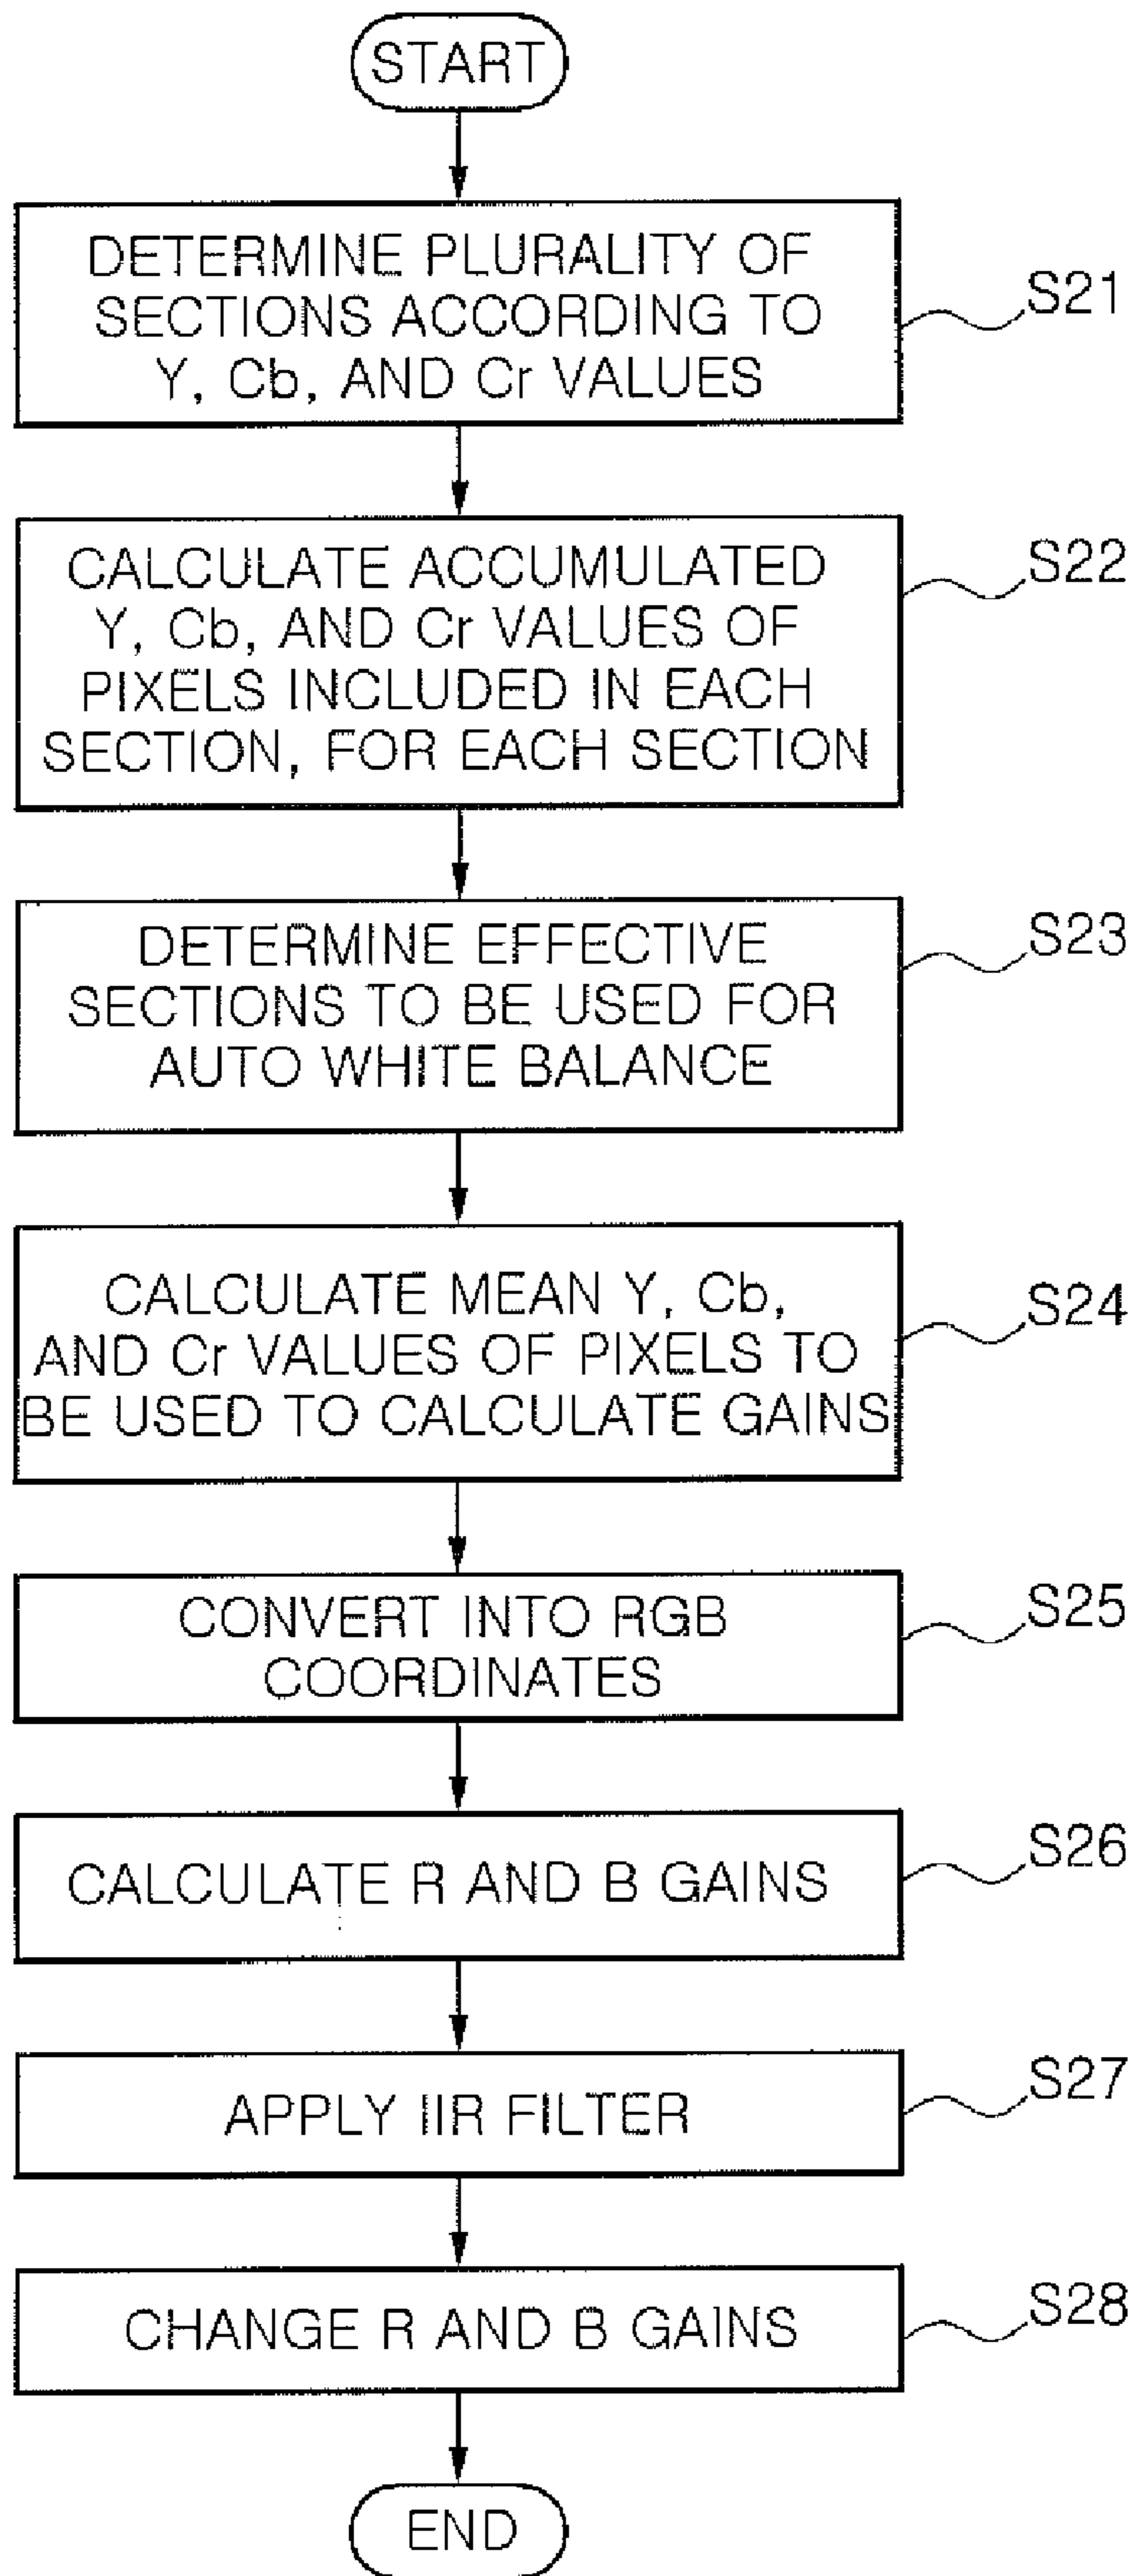 START
DETERMINE PLURALITY OF
SECTIONS ACCORDING TO
Y, Cb, AND Cr VALUES
S21
CALCULATE ACCUMULATED
Y, Cb, AND Cr VALUES OF
PIXELS INCLUDED IN EACH
SECTION, FOR EACH SECTION
S22
DETERMINE EFFECTIVE
SECTIONS TO BE USED FOR
AUTO WHITE BALANCE
S23
CALCULATE MEAN Y, Cb,
AND Cr VALUES OF PIXELS TO
BE USED TO CALCULATE GAINS
S24
CONVERT INTO RGB
COORDINATES
S25
CALCULATE R AND B GAINS
S26
APPLY IIR FILTER
S27
CHANGE R AND B GAINS
S28
END